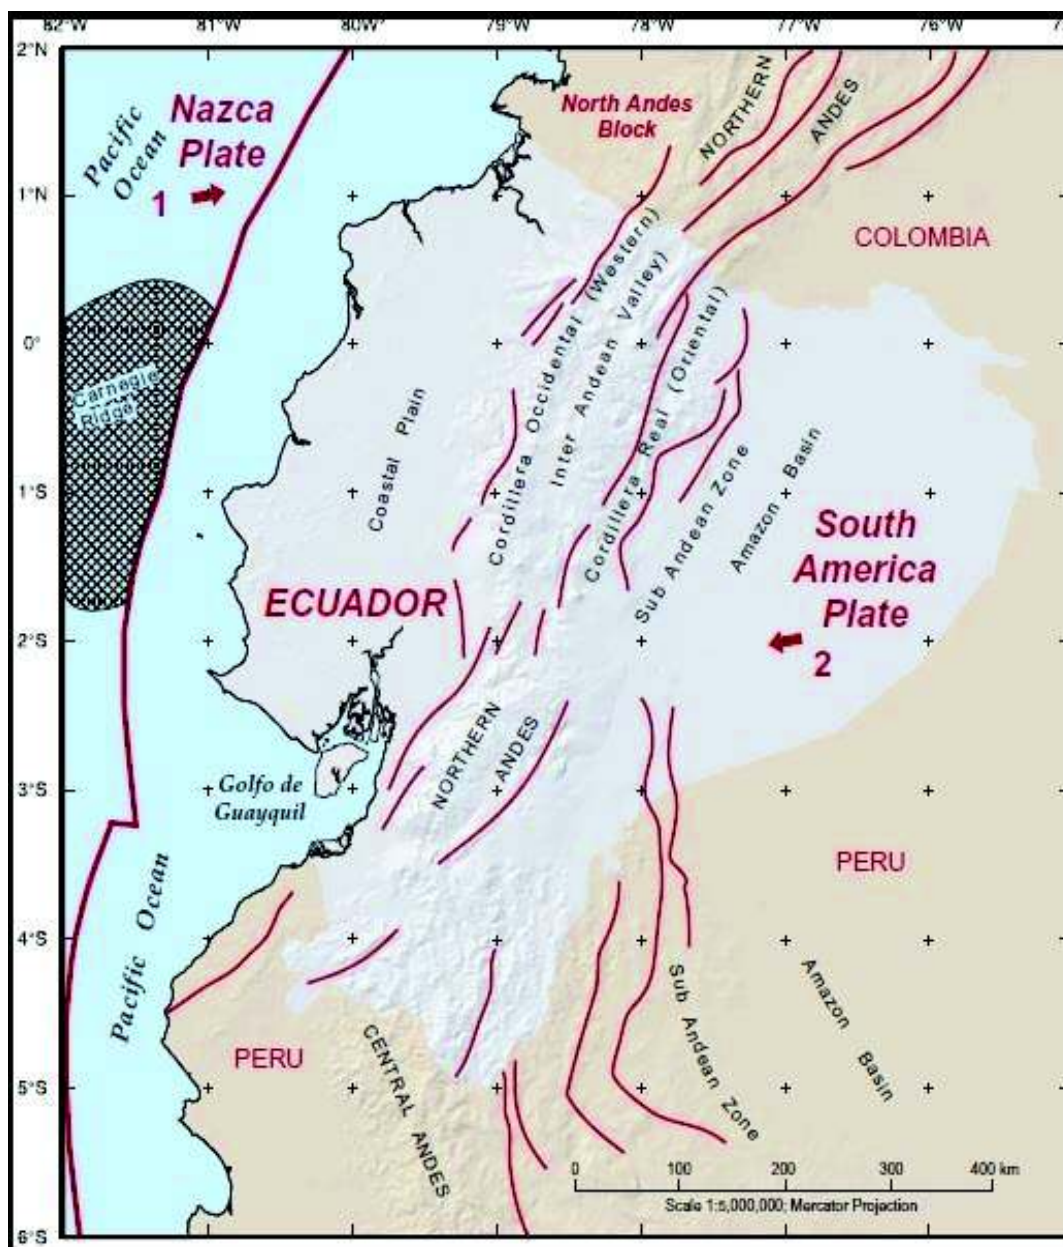 82°W 81°W 80°W 79°W 78°W 77°W 76°W
2°N
1°N
0°
1°S
2°S
3°S
4°S
5°S
6°S
Nazca
Plate
Pacific
Ocean
1
North Andes
Block
NORTHERN
ANDES
COLOMBIA
Carnegie
Ridge
Coastal Plain
Cordillera Occidental (Western)
Inter Andean Valley)
Cordillera Real (Oriental)
Sub Andean Zone
Amazon Basin
South
America
Plate
2
ECUADOR
NORTHERN
ANDES
Golfo de
Guayquil
Pacific Ocean
PERU
PERU
CENTRAL ANDES
Sub Andean Zone
Amazon Basin
0 100 200 300 400 km
Scale 1:5,000,000; Mercator Projection